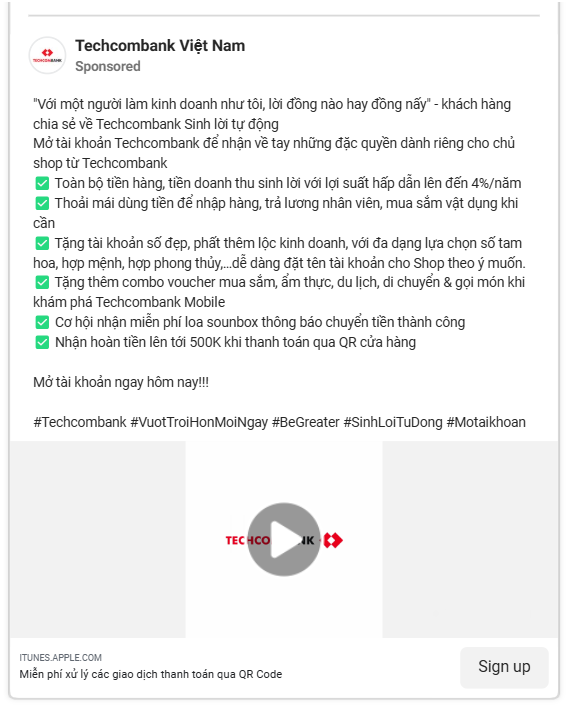 TECHCOMBANK
Techcombank Việt Nam
Sponsored
"Với một người làm kinh doanh như tôi, lời đồng nào hay đồng nấy" - khách hàng
chia sẻ về Techcombank Sinh lời tự động
Mở tài khoản Techcombank để nhận về tay những đặc quyền dành riêng cho chủ
shop từ Techcombank
✅ Toàn bộ tiền hàng, tiền doanh thu sinh lời với lợi suất hấp dẫn lên đến 4%/năm
✅ Thoải mái dùng tiền để nhập hàng, trả lương nhân viên, mua sắm vật dụng khi
cần
✅ Tặng tài khoản số đẹp, phất thêm lộc kinh doanh, với đa dạng lựa chọn số tam
hoa, hợp mệnh, hợp phong thủy,...dễ dàng đặt tên tài khoản cho Shop theo ý muốn.
✅ Tặng thêm combo voucher mua sắm, ẩm thực, du lịch, di chuyển & gọi món khi
khám phá Techcombank Mobile
✅ Cơ hội nhận miễn phí loa sounbox thông báo chuyển tiền thành công
✅ Nhận hoàn tiền lên tới 500K khi thanh toán qua QR cửa hàng
Mở tài khoản ngay hôm nay!!!
#Techcombank #VuotTroiHonMoiNgay #BeGreater #SinhLoiTuDong #Motaikhoan
ITUNES.APPLE.COM
Miễn phí xử lý các giao dịch thanh toán qua QR Code
Sign up